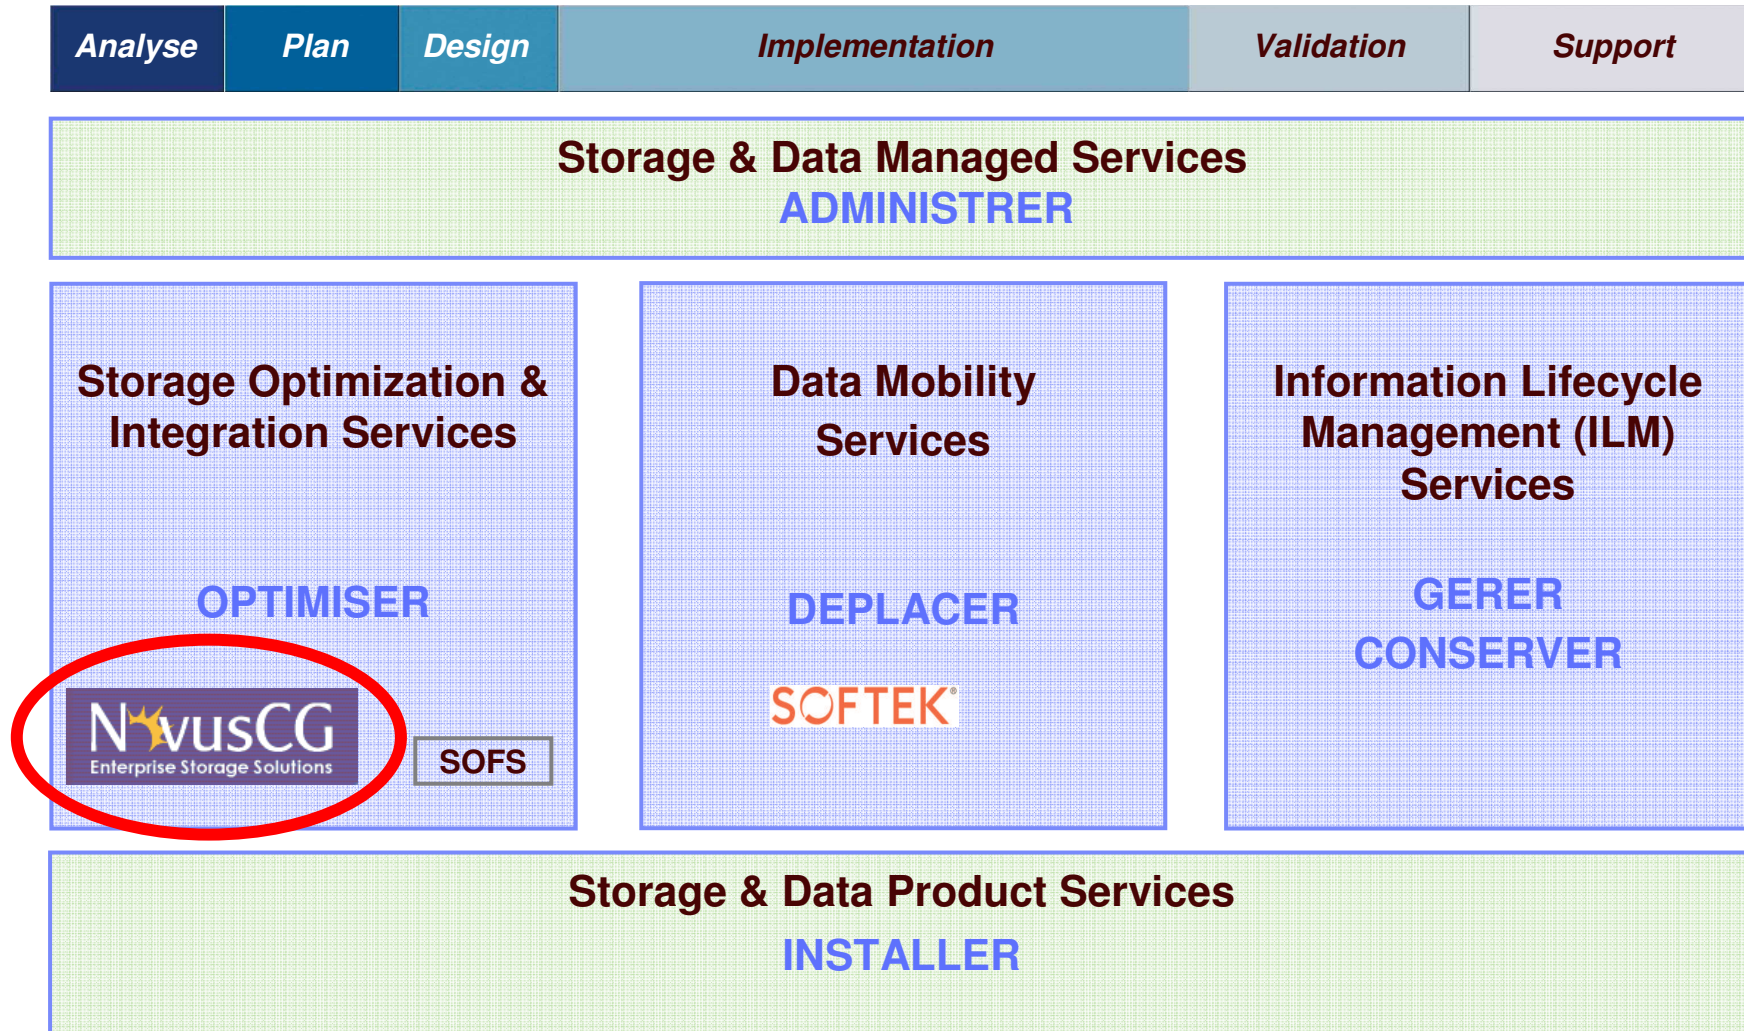 Analyse Plan Design Implementation Validation Support
Storage & Data Managed Services
ADMINISTRER
Storage Optimization &
Integration Services
OPTIMISER
NovusCG
Enterprise Storage Solutions
SOFS
Data Mobility
Services
DEPLACER
SOFTEK®
Information Lifecycle
Management (ILM)
Services
GERER
CONSERVER
Storage & Data Product Services
INSTALLER